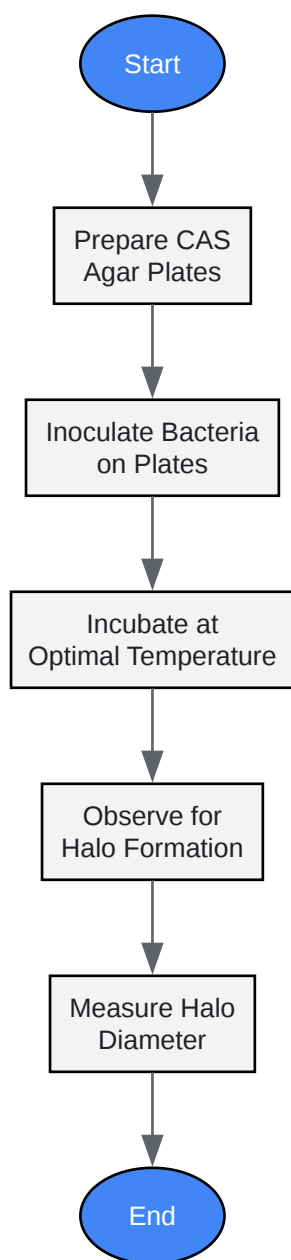 Start
Prepare CAS
Agar Plates
Inoculate Bacteria
on Plates
Incubate at
Optimal Temperature
Observe for
Halo Formation
Measure Halo
Diameter
End